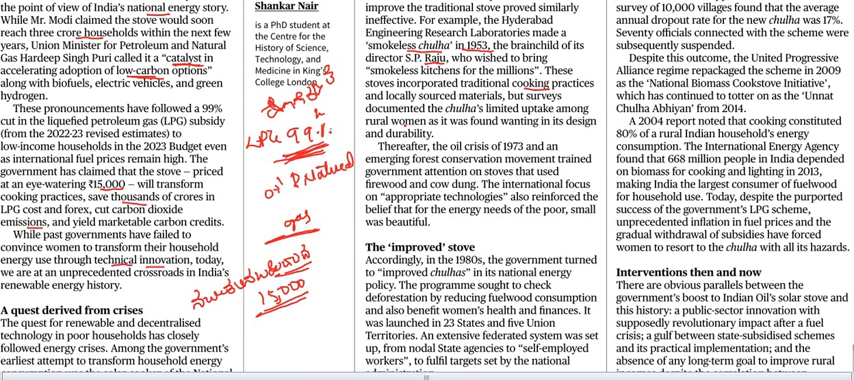 the point of view of India's national energy story.
While Mr. Modi claimed the stove would soon
reach three crore households within the next few
years, Union Minister for Petroleum and Natural
Gas Hardeep Singh Puri called it a “catalyst in
accelerating adoption of low-carbon options”
along with biofuels, electric vehicles, and green
hydrogen.
These pronouncements have followed a 99%
cut in the liquefied petroleum gas (LPG) subsidy
(from the 2022-23 revised estimates) to
low-income households in the 2023 Budget even
as international fuel prices remain high. The
government has claimed that the stove – priced
at an eye-watering ₹15,000 – will transform
cooking practices, save thousands of crores in
LPG cost and forex, cut carbon dioxide
emissions, and yield marketable carbon credits.
While past governments have failed to
convince women to transform their household
energy use through technical innovation, today,
we are at an unprecedented crossroads in India's
renewable energy history.
A quest derived from crises
The quest for renewable and decentralised
technology in poor households has closely
followed energy crises. Among the government's
earliest attempt to transform household energy
Shankar Nair
is a PhD student at
the Centre for the
History of Science,
Technology, and
Medicine in King's
College London
LPG 99%
oil Natural
gas
15,000
improve the traditional stove proved similarly
ineffective. For example, the Hyderabad
Engineering Research Laboratories made a
‘smokeless chulha’ in 1953, the brainchild of its
director S.P. Raju, who wished to bring
“smokeless kitchens for the millions”. These
stoves incorporated traditional cooking practices
and locally sourced materials, but surveys
documented the chulha's limited uptake among
rural women as it was found wanting in its design
and durability.
Thereafter, the oil crisis of 1973 and an
emerging forest conservation movement trained
government attention on stoves that used
firewood and cow dung. The international focus
on “appropriate technologies” also reinforced the
belief that for the energy needs of the poor, small
was beautiful.
The ‘improved’ stove
Accordingly, in the 1980s, the government turned
to “improved chulhas” in its national energy
policy. The programme sought to check
deforestation by reducing fuelwood consumption
and also benefit women's health and finances. It
was launched in 23 States and five Union
Territories. An extensive federated system was set
up, from nodal State agencies to “self-employed
workers”, to fulfil targets set by the national
survey of 10,000 villages found that the average
annual dropout rate for the new chulha was 17%.
Seventy officials connected with the scheme were
subsequently suspended.
Despite this outcome, the United Progressive
Alliance regime repackaged the scheme in 2009
as the ‘National Biomass Cookstove Initiative’,
which has continued to totter on as the ‘Unnat
Chulha Abhiyan’ from 2014.
A 2004 report noted that cooking constituted
80% of a rural Indian household's energy
consumption. The International Energy Agency
found that 668 million people in India depended
on biomass for cooking and lighting in 2013,
making India the largest consumer of fuelwood
for household use. Today, despite the purported
success of the government's LPG scheme,
unprecedented inflation in fuel prices and the
gradual withdrawal of subsidies have forced
women to resort to the chulha with all its hazards.
Interventions then and now
There are obvious parallels between the
government's boost to Indian Oil's solar stove and
this history: a public-sector innovation with
supposedly revolutionary impact after a fuel
crisis; a gulf between state-subsidised schemes
and its practical implementation; and the
absence of any long-term goal to improve rural